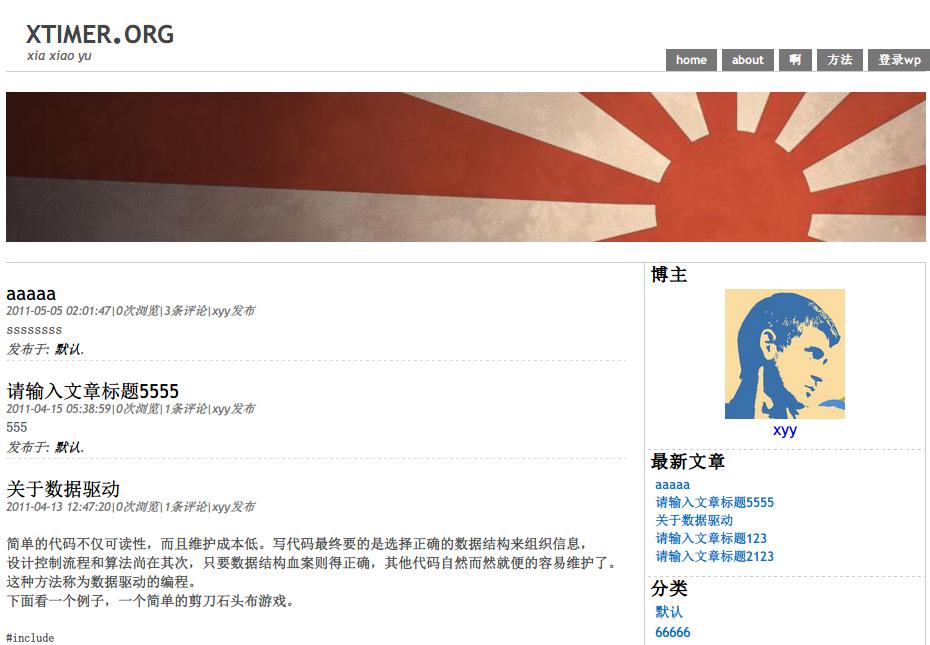 XTIMER.ORG
xia xiao yu
home about 啊 方法 登录wp
aaaaa
2011-05-05 02:01:47|0次浏览|3条评论|xyy发布
ssssssss
发布于: 默认.
请输入文章标题5555
2011-04-15 05:38:59|0次浏览|1条评论|xyy发布
555
发布于: 默认.
关于数据驱动
2011-04-13 12:47:20|0次浏览|1条评论|xyy发布
简单的代码不仅可读性，而且维护成本低。写代码最终要的是选择正确的数据结构来组织信息，
设计控制流程和算法尚在其次，只要数据结构血案则得正确，其他代码自然而然就便的容易维护了。
这种方法称为数据驱动的编程。
下面看一个例子，一个简单的剪刀石头布游戏。
#include
博主
xyy
最新文章
aaaaa
请输入文章标题5555
关于数据驱动
请输入文章标题123
请输入文章标题2123
分类
默认
66666